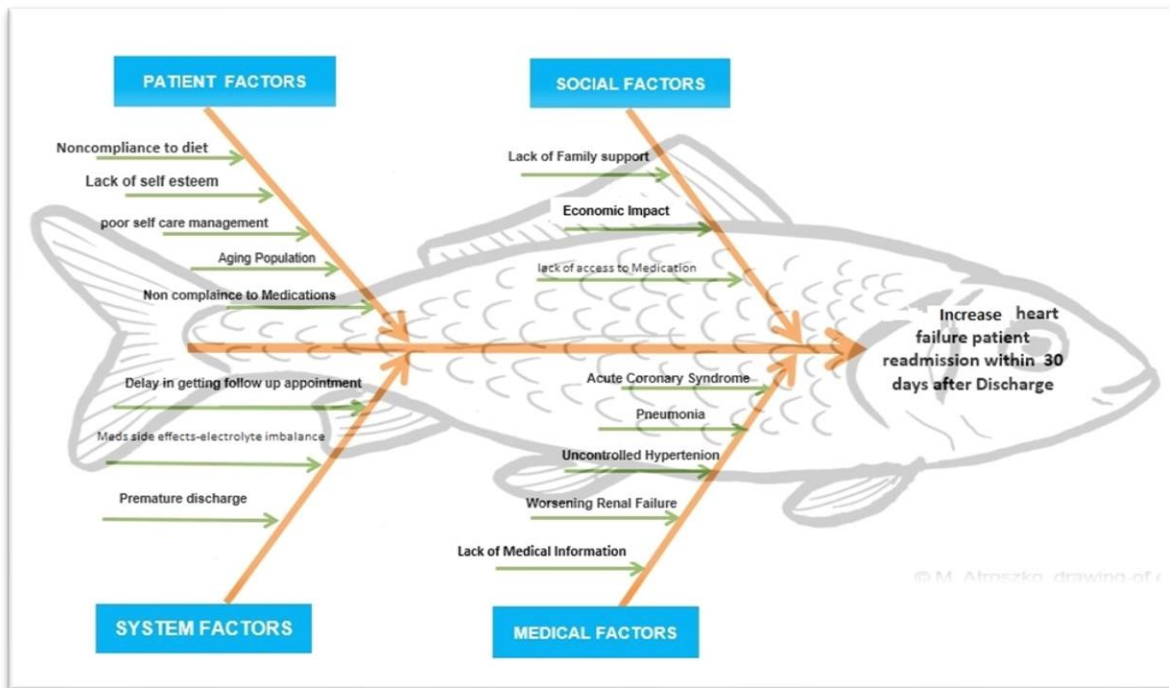 PATIENT FACTORS
SOCIAL FACTORS
Noncompliance to diet
Lack of self esteem
poor self care management
Aging Population
Non complaince to Medications
Lack of Family support
Economic Impact
lack of access to Medication
Increase heart
failure patient
readmission within 30
days after Discharge
Delay in getting follow up appointment
Meds side effects-electrolyte imbalance
Premature discharge
Acute Coronary Syndrome
Pneumonia
Uncontrolled Hypertenion
Worsening Renal Failure
Lack of Medical Information
SYSTEM FACTORS
MEDICAL FACTORS
© M. Atroszko, drawing-of